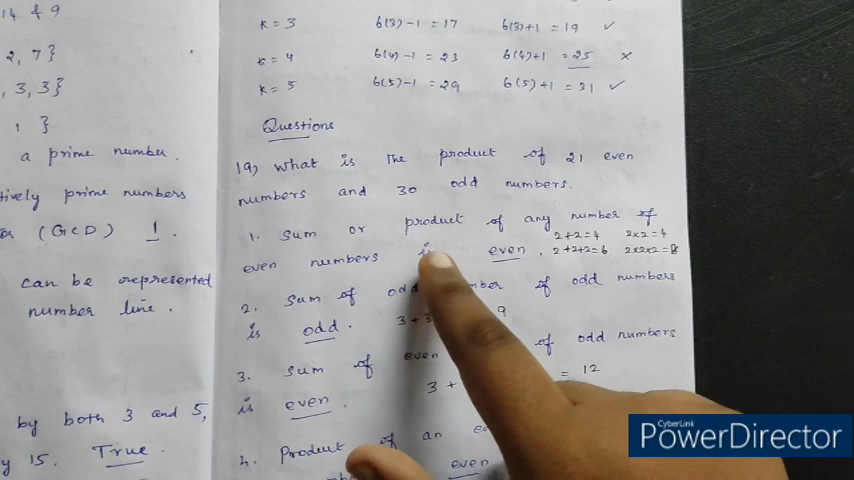 14 & 9
2, 7}
, 3, 3}
1 }
a prime number.
tively prime numbers
(GCD) 1.
can be represented
number line.
by both 3 and 5,
15. True.
K = 3 6(3)-1 = 17 6(3)+1 = 19 ✓
K = 4 6(4)-1 = 23 6(4)+1 = 25 ×
K = 5 6(5)-1 = 29 6(5)+1 = 31 ✓
Questions
19) What is the product of 21 even
numbers and 30 odd numbers.
1. Sum or product of any number of
even numbers is even. 2+2=4 2×2=4
2+2+2=6 2×2×2=8
2. Sum of odd number of odd numbers
is odd. 3+3 9
3. Sum of even of odd numbers
is even. 3 + = 12
4. Product of an
even
CyberLink
PowerDirector